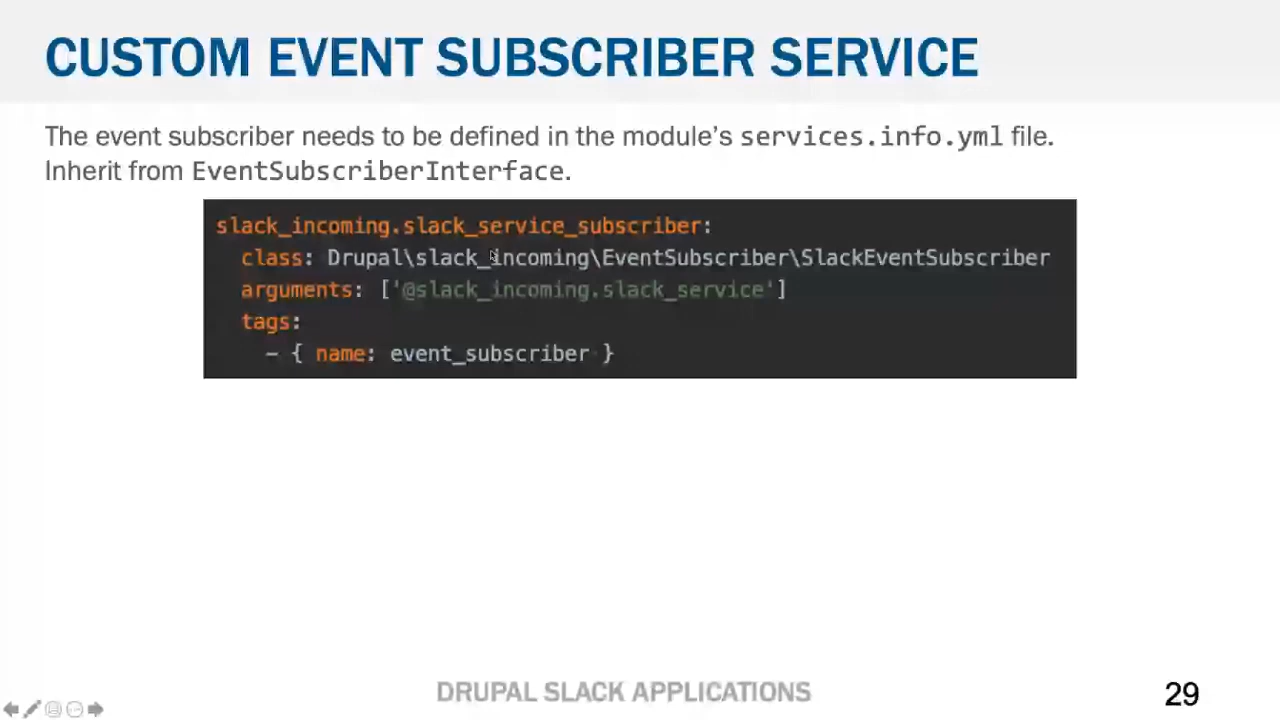 CUSTOM EVENT SUBSCRIBER SERVICE
The event subscriber needs to be defined in the module’s services.info.yml file.
Inherit from EventSubscriberInterface.
slack_incoming.slack_service_subscriber:
class: Drupal\slack_incoming\EventSubscriber\SlackEventSubscriber
arguments: ['@slack_incoming.slack_service']
tags:
- { name: event_subscriber }
DRUPAL SLACK APPLICATIONS
29